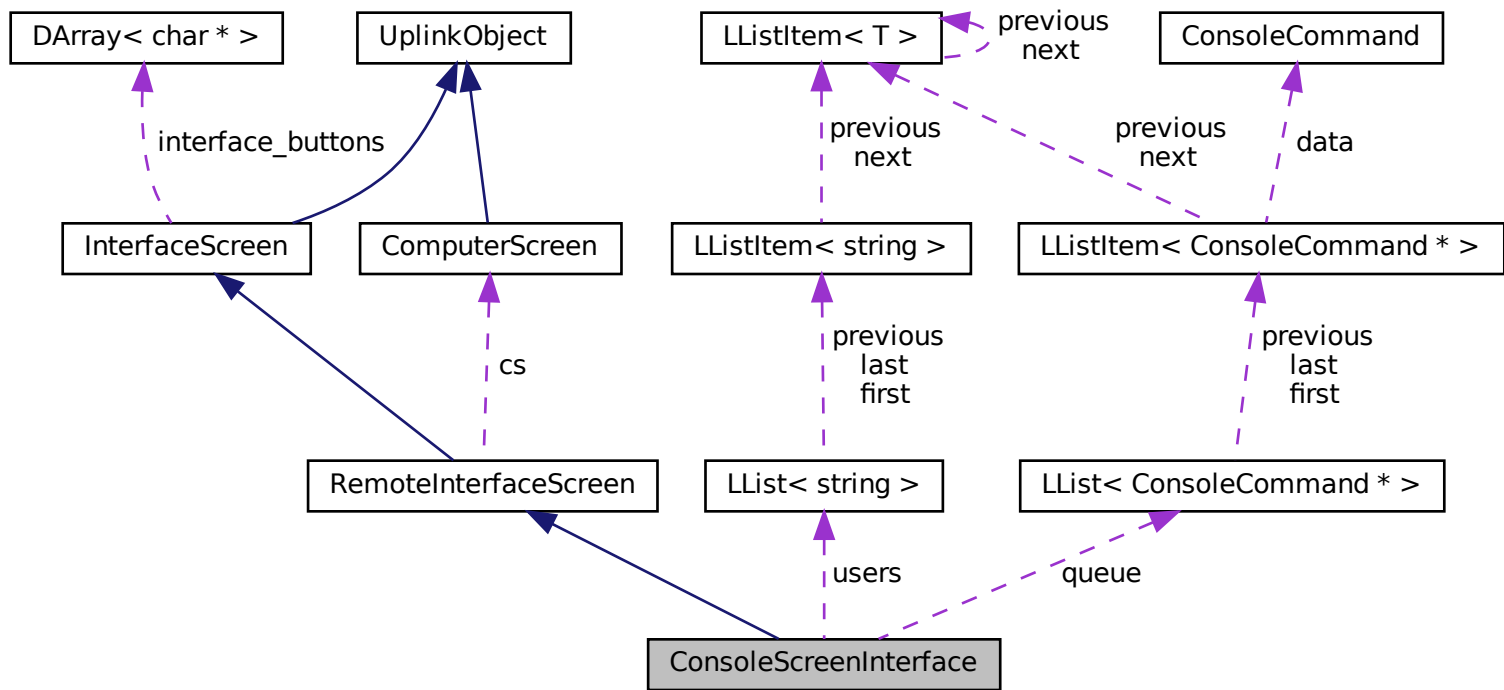 DArray< char * >
UplinkObject
LListItem< T >
previous
next
ConsoleCommand
interface_buttons
previous
next
previous
next
data
InterfaceScreen
ComputerScreen
LListItem< string >
LListItem< ConsoleCommand * >
cs
previous
last
first
previous
last
first
RemoteInterfaceScreen
LList< string >
LList< ConsoleCommand * >
users
queue
ConsoleScreenInterface